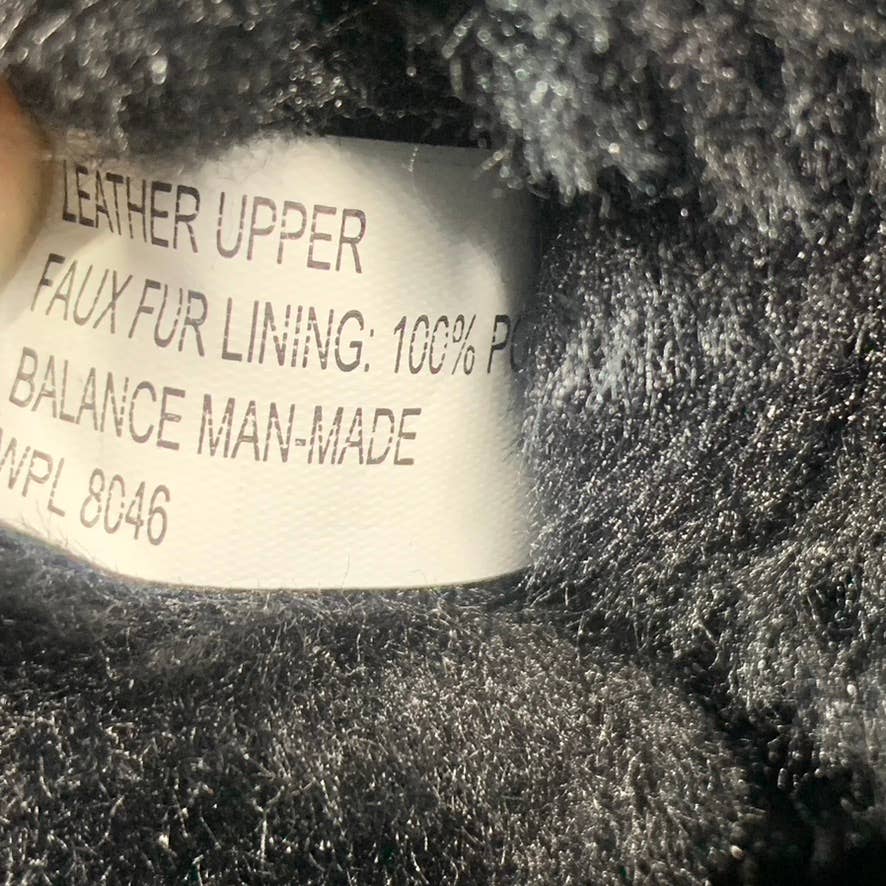 LEATHER UPPER
FAUX FUR LINING: 100%
BALANCE MAN-MADE
WPL 8046